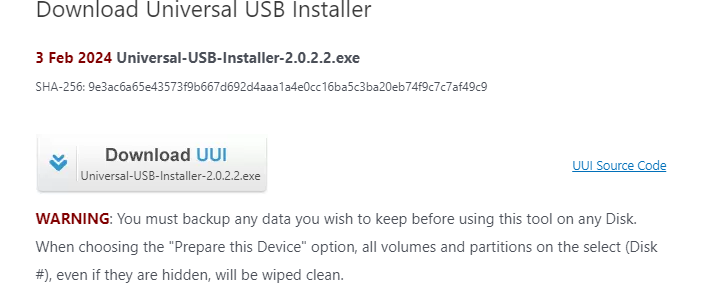 Download Universal USB Installer
3 Feb 2024 Universal-USB-Installer-2.0.2.2.exe
SHA-256: 9e3ac6a65e43573f9b667d692d4aaa1a4e0cc16ba5c3ba20eb74f9c7c7af49c9
Download UUI
Universal-USB-Installer-2.0.2.2.exe
UUI Source Code
WARNING: You must backup any data you wish to keep before using this tool on any Disk.
When choosing the "Prepare this Device" option, all volumes and partitions on the select (Disk
#), even if they are hidden, will be wiped clean.